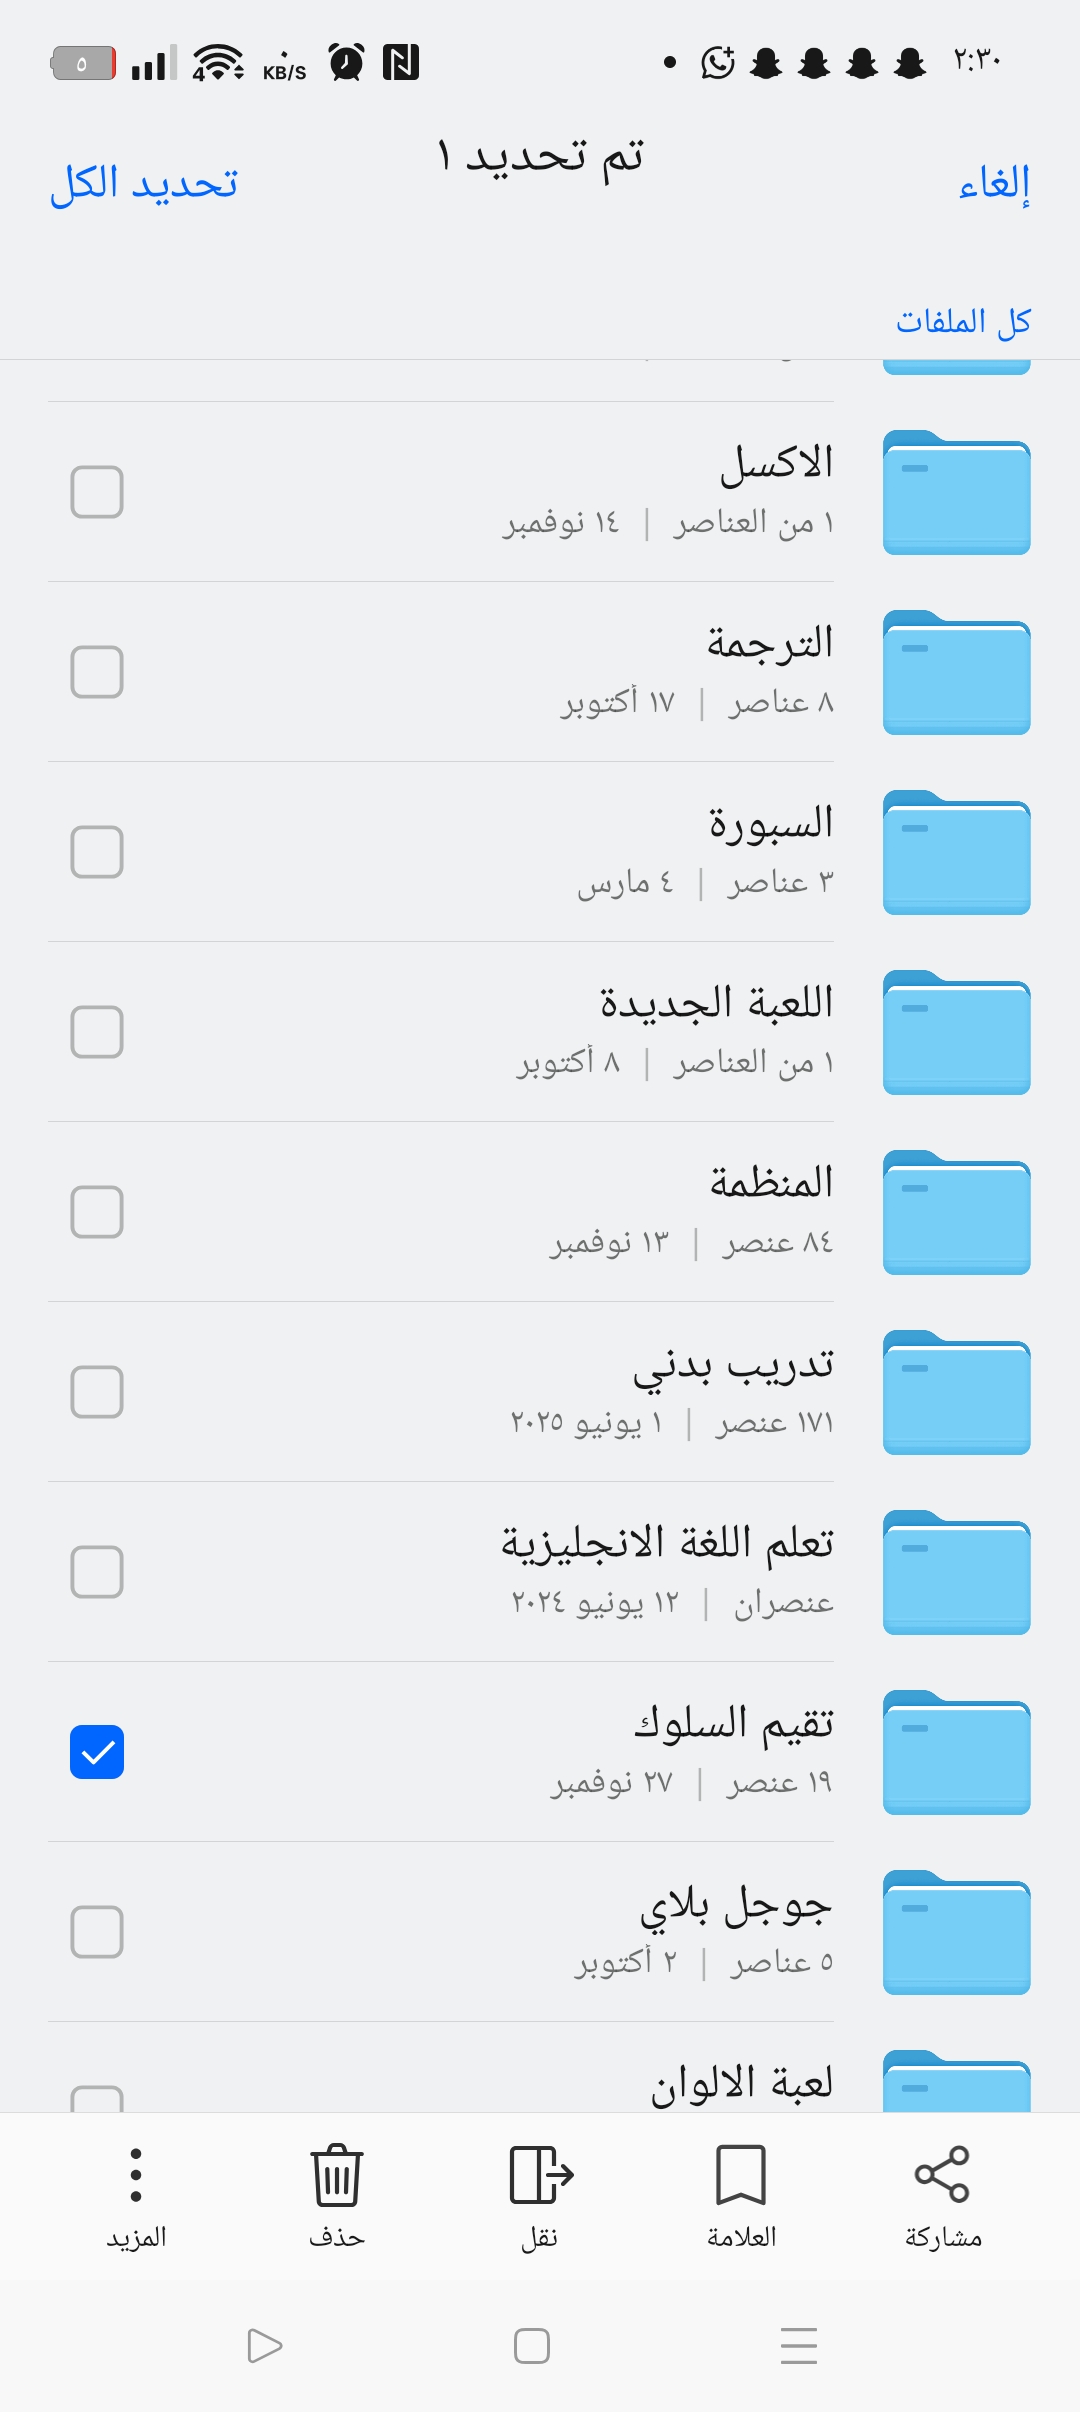 ٢:٣٠
KB/S
٤
٥
إلغاء
تم تحديد ١
تحديد الكل
كل الملفات
الاكسل
١ من العناصر | ١٤ نوفمبر
الترجمة
٨ عناصر | ١٧ أكتوبر
السبورة
٣ عناصر | ٤ مارس
اللعبة الجديدة
١ من العناصر | ٨ أكتوبر
المنظمة
٨٤ عنصر | ١٣ نوفمبر
تدريب بدني
١٧١ عنصر | ١ يونيو ٢٠٢٥
تعلم اللغة الانجليزية
عنصران | ١٢ يونيو ٢٠٢٤
تقيم السلوك
١٩ عنصر | ٢٧ نوفمبر
جوجل بلاي
٥ عناصر | ٢ أكتوبر
لعبة الالوان
مشاركة
العلامة
نقل
حذف
المزيد